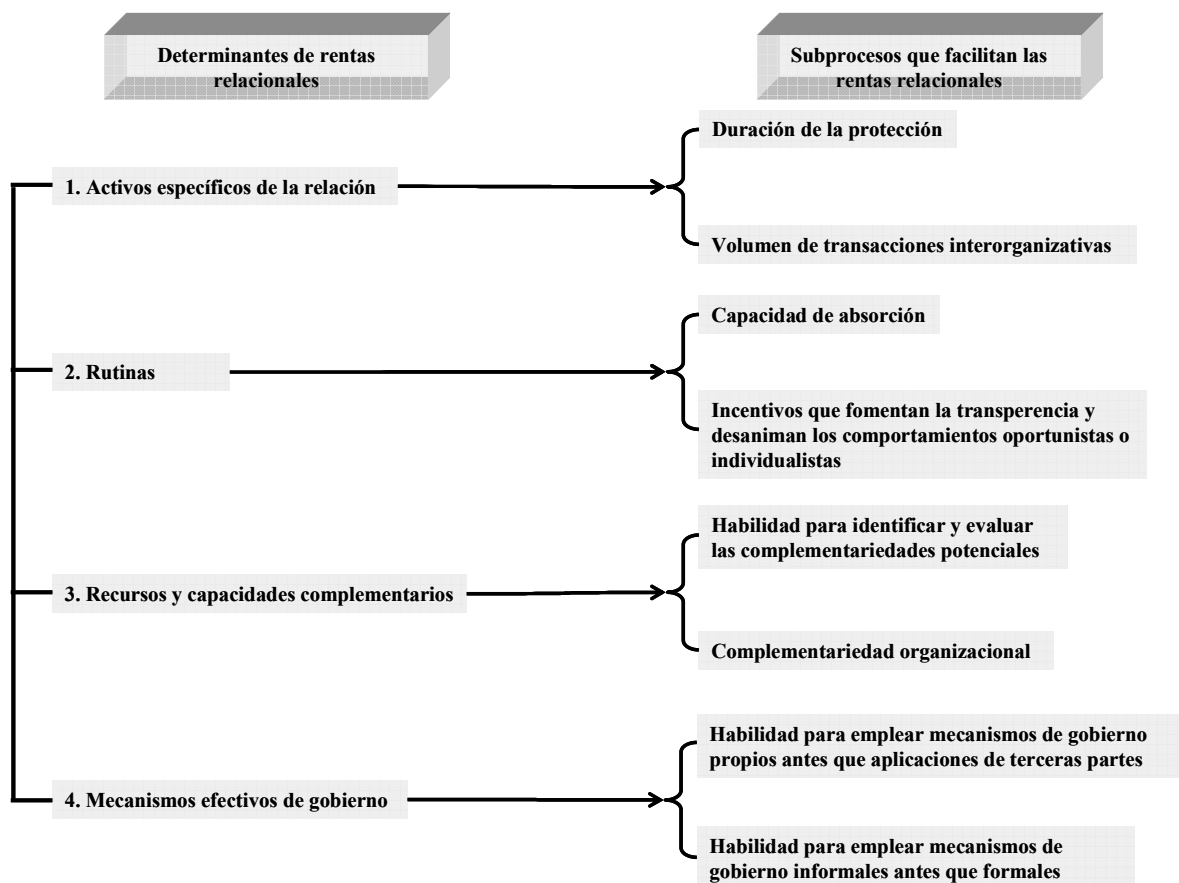 Determinantes de rentas
relacionales
Subprocesos que facilitan las
rentas relacionales
1. Activos específicos de la relación
Duración de la protección
Volumen de transacciones interorganizativas
2. Rutinas
Capacidad de absorción
Incentivos que fomentan la transperencia y
desaniman los comportamientos oportunistas o
individualistas
3. Recursos y capacidades complementarios
Habilidad para identificar y evaluar
las complementariedades potenciales
Complementariedad organizacional
4. Mecanismos efectivos de gobierno
Habilidad para emplear mecanismos de gobierno
propios antes que aplicaciones de terceras partes
Habilidad para emplear mecanismos de
gobierno informales antes que formales